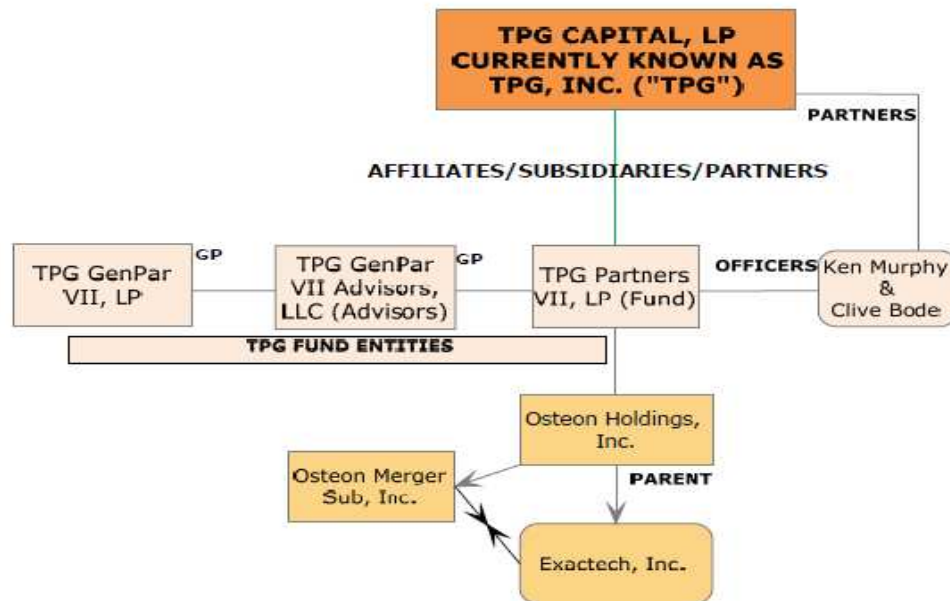 TPG CAPITAL, LP
CURRENTLY KNOWN AS
TPG, INC. ("TPG")
PARTNERS
AFFILIATES/SUBSIDIARIES/PARTNERS
TPG GenPar
VII, LP
GP
TPG GenPar
VII Advisors,
LLC (Advisors)
GP
TPG Partners
VII, LP (Fund)
OFFICERS
Ken Murphy
&
Clive Bode
TPG FUND ENTITIES
Osteon Holdings,
Inc.
Osteon Merger
Sub, Inc.
PARENT
Exactech, Inc.